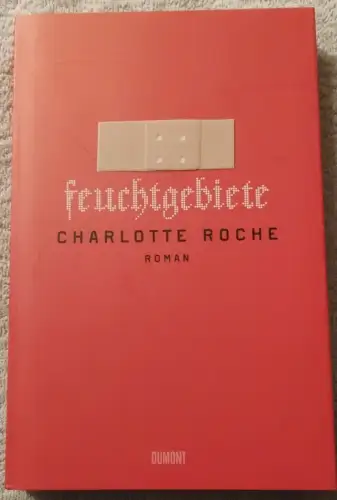 feuchtgebiete
CHARLOTTE ROCHE
ROMAN
DUMONT